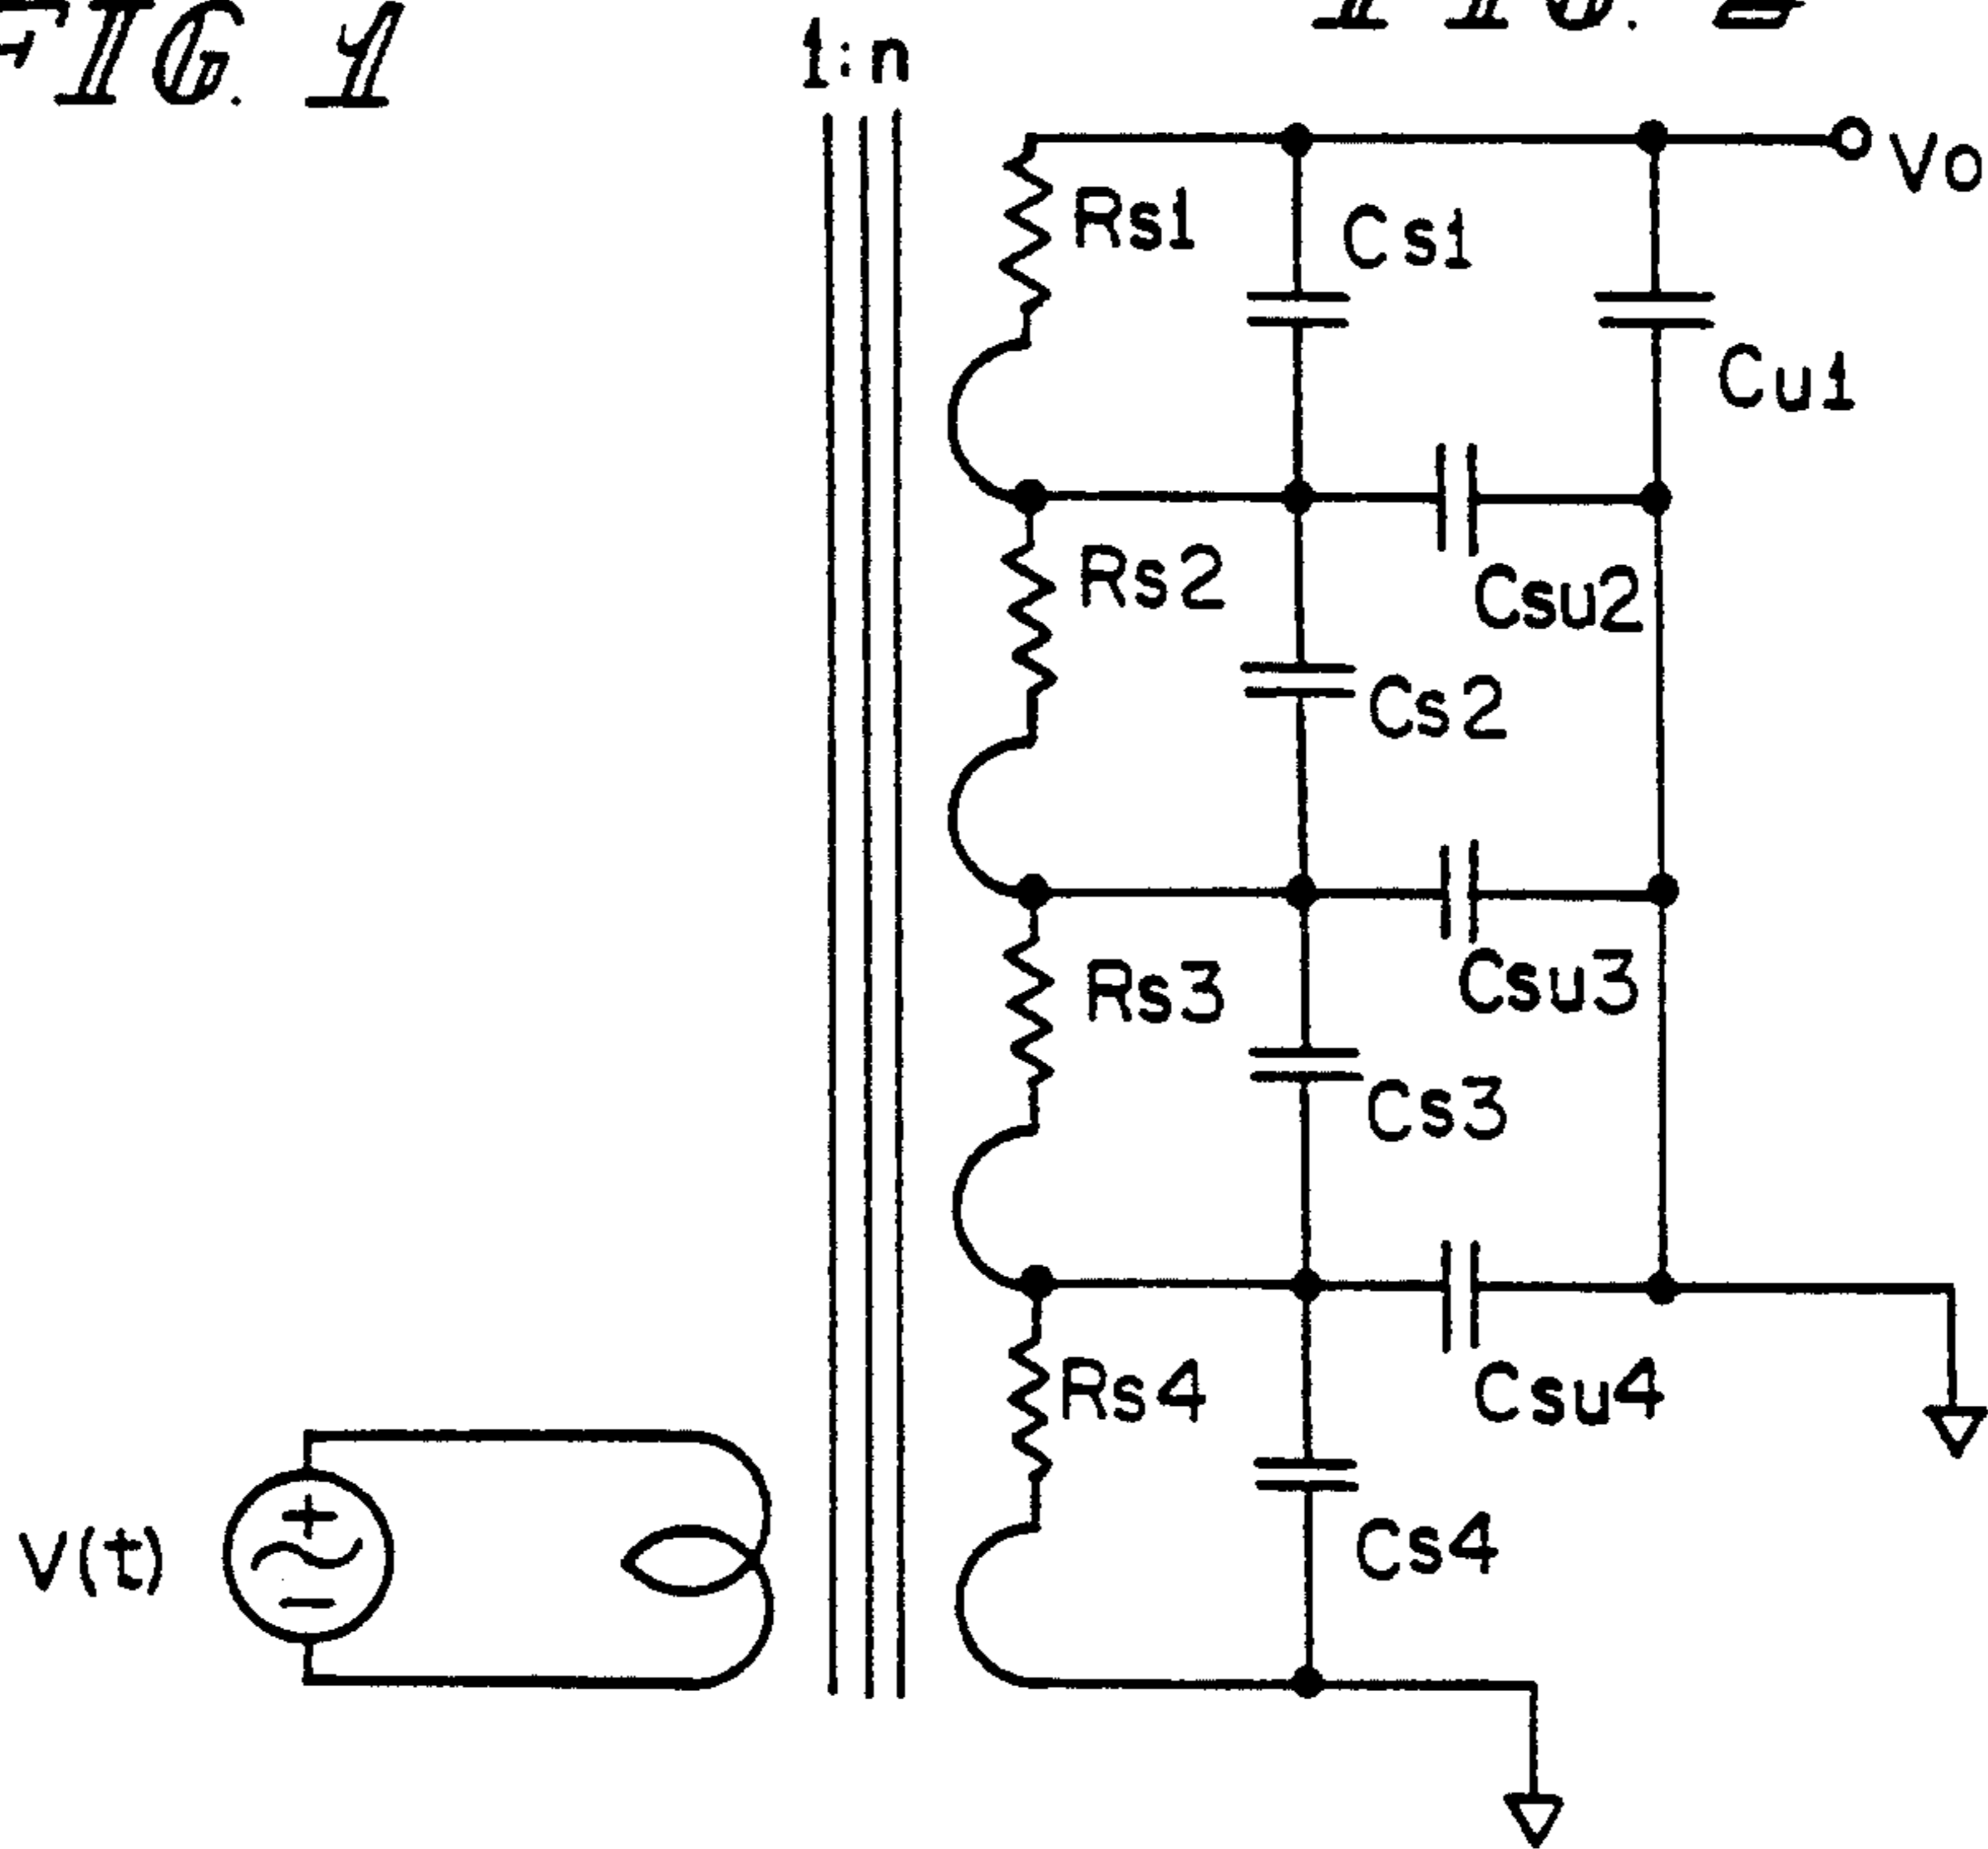 FIG. 1
1:n
Vo
Rs1
Cs1
Cu1
Rs2
Csu2
Cs2
Rs3
Csu3
Cs3
Rs4
Csu4
V(t)
+
−
Cs4